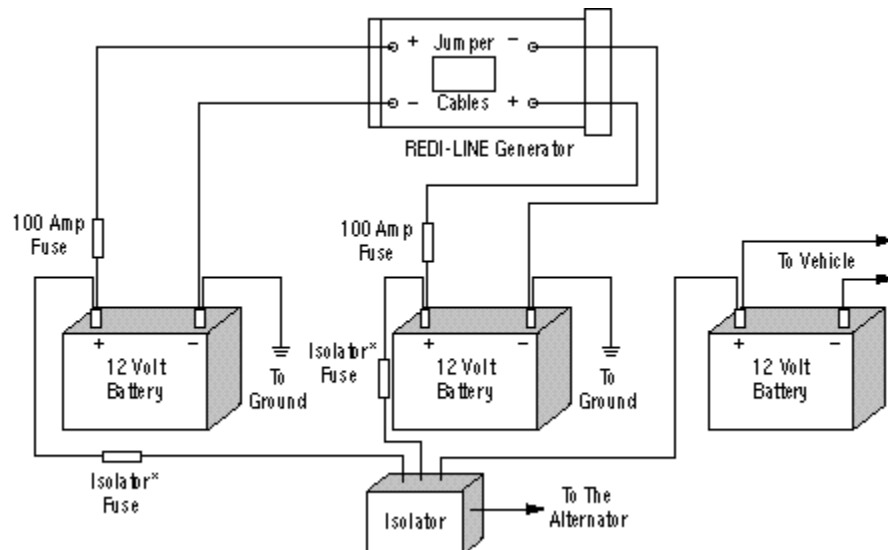 + Jumper −
− Cables +
REDI-LINE Generator
100 Amp
Fuse
100 Amp
Fuse
To Vehicle
+ −
12 Volt
Battery
To
Ground
Isolator*
Fuse
+ −
12 Volt
Battery
To
Ground
+ −
12 Volt
Battery
Isolator*
Fuse
Isolator
To The
Alternator